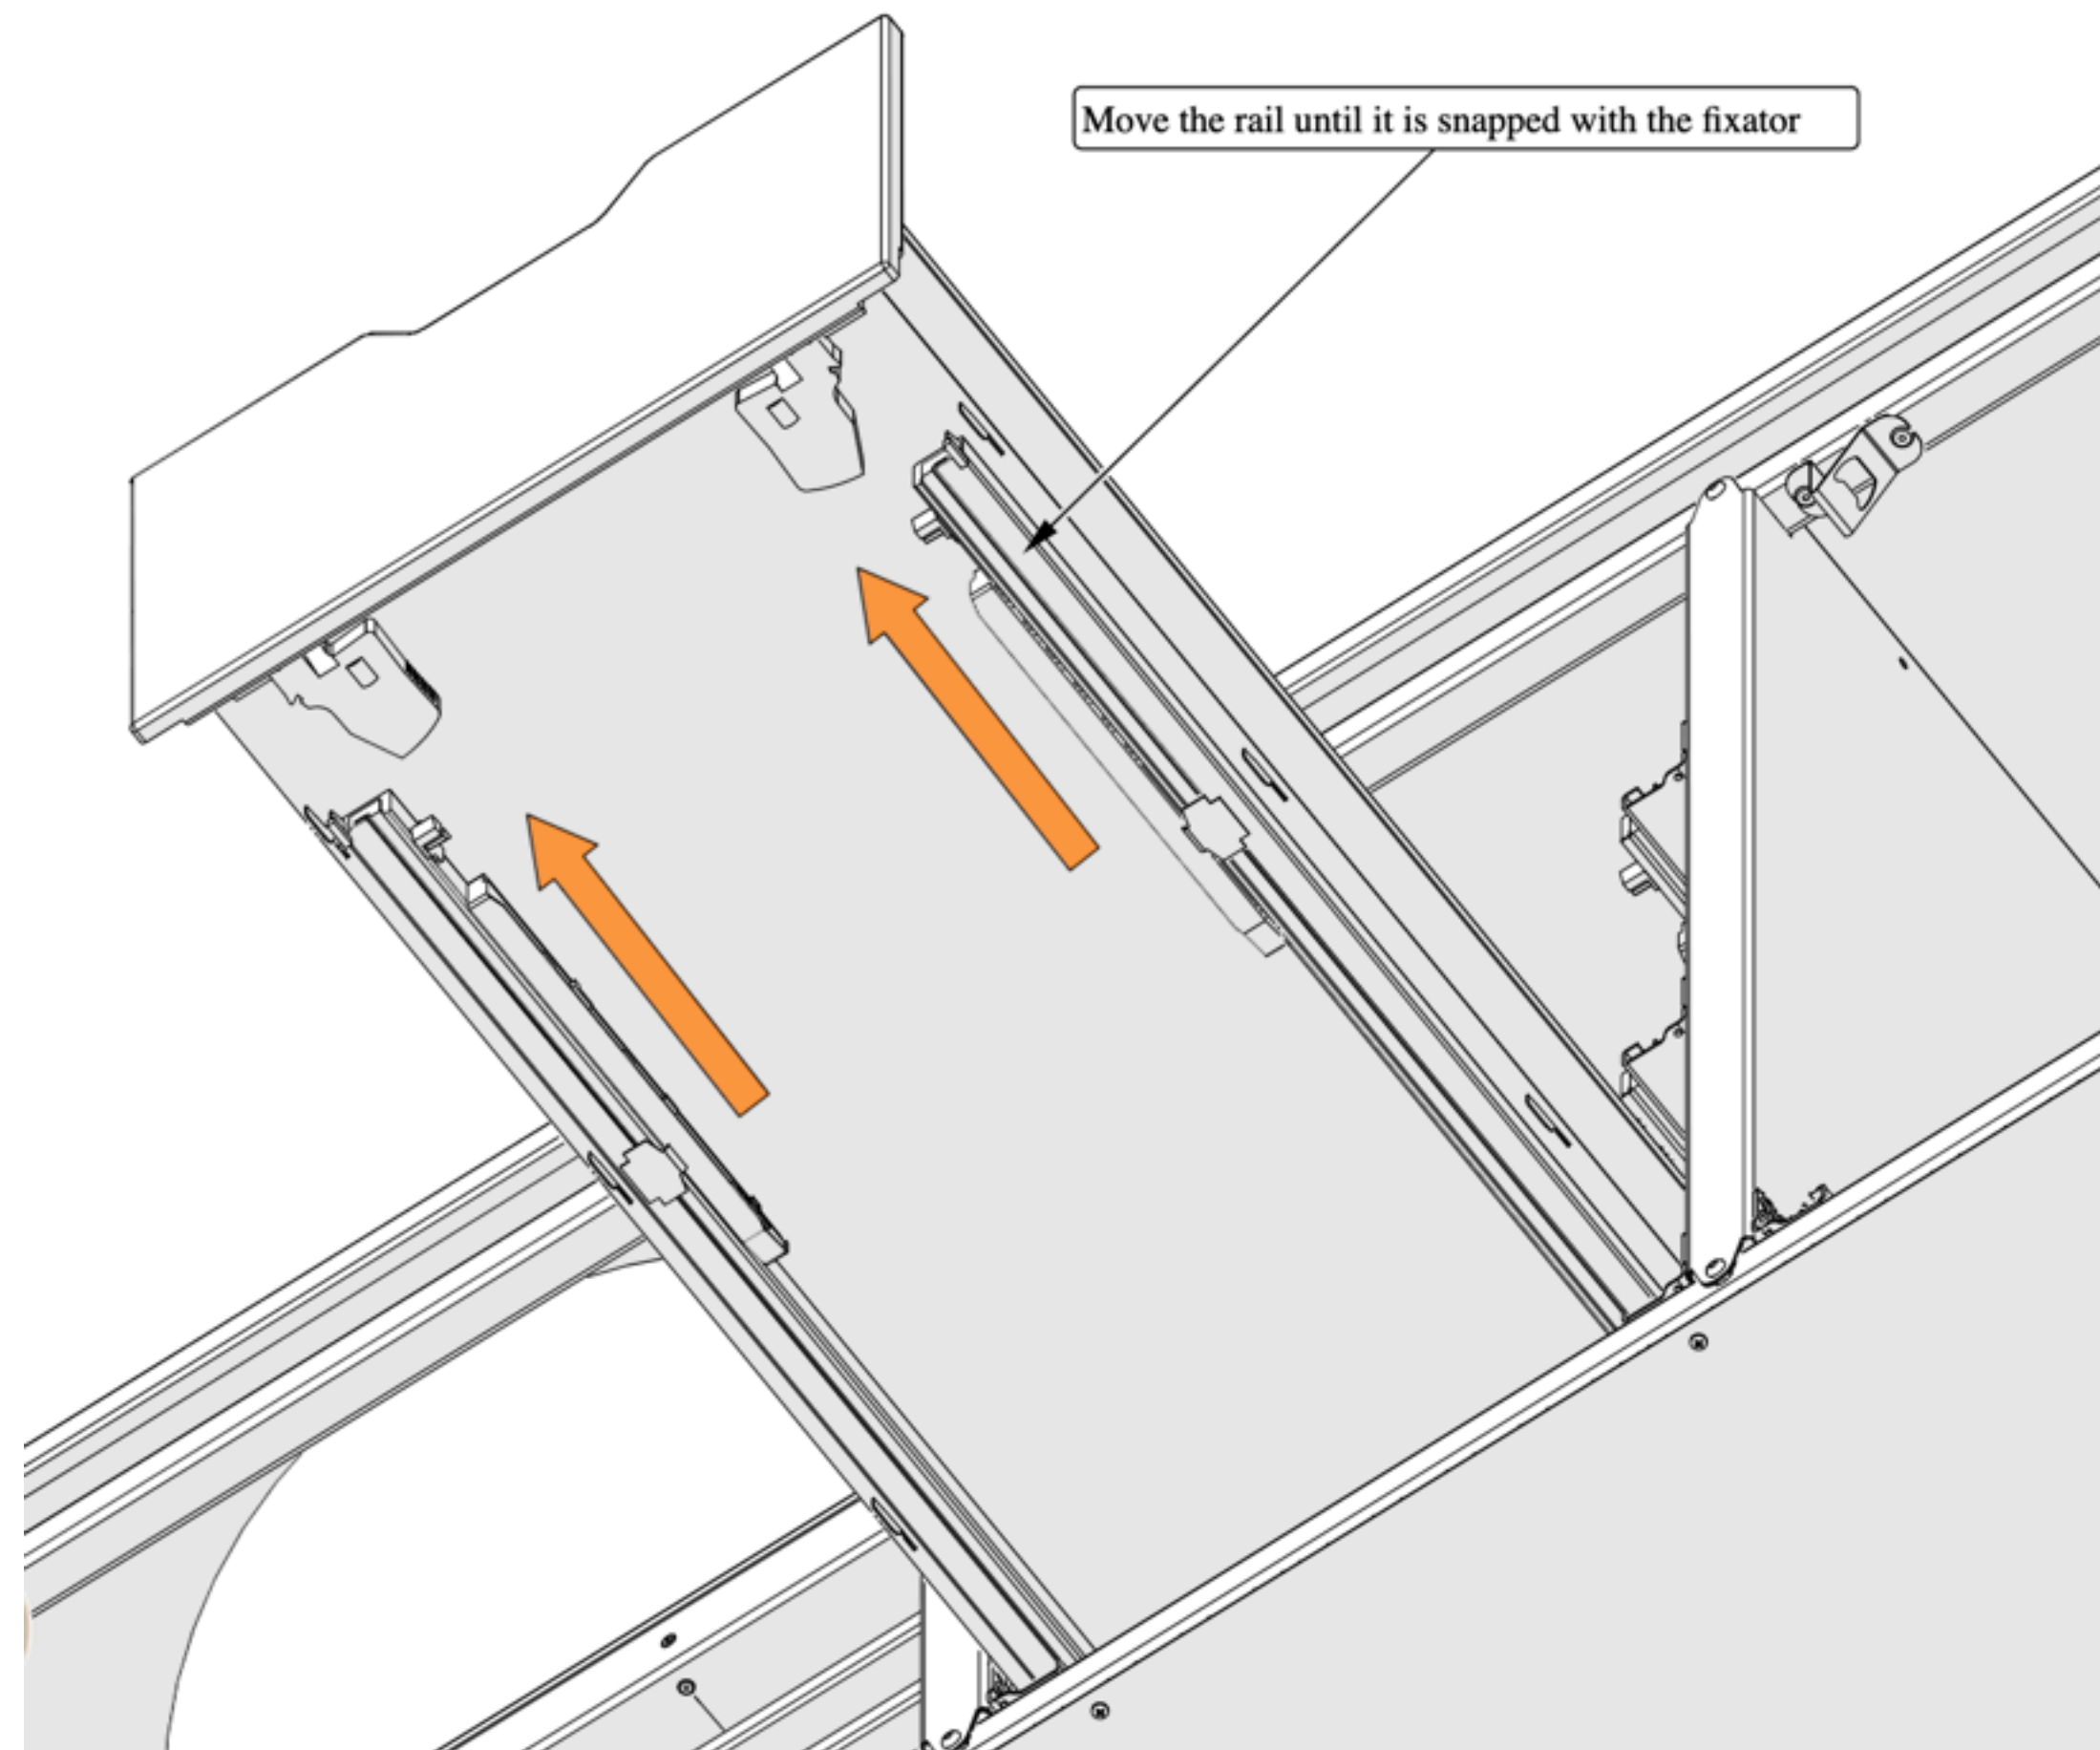 Move the rail until it is snapped with the fixator